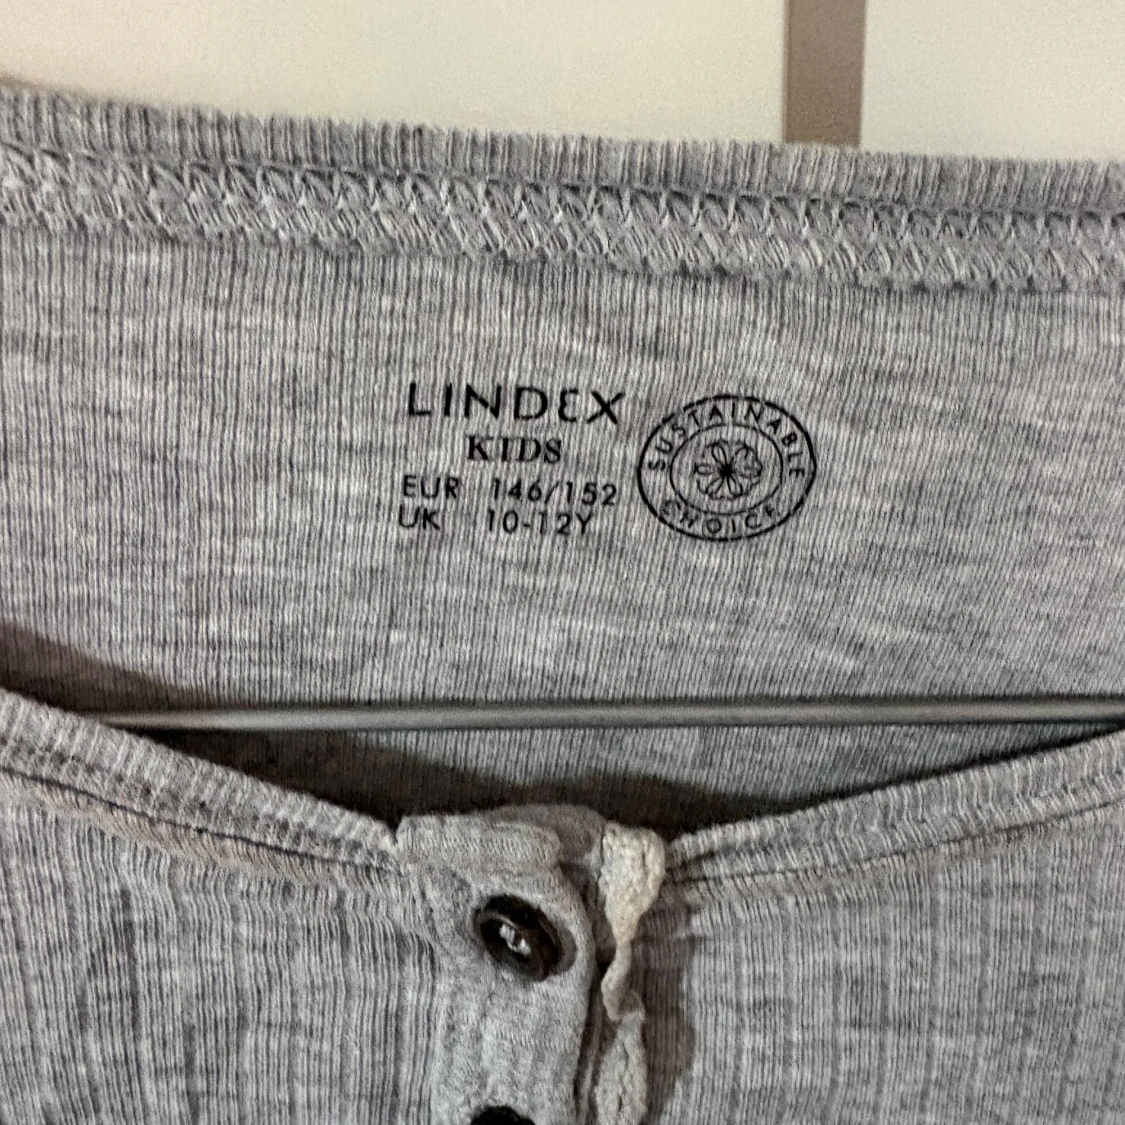 LINDEX
KIDS
EUR 146/152
UK 10-12Y
SUSTAINABLE
CHOICE